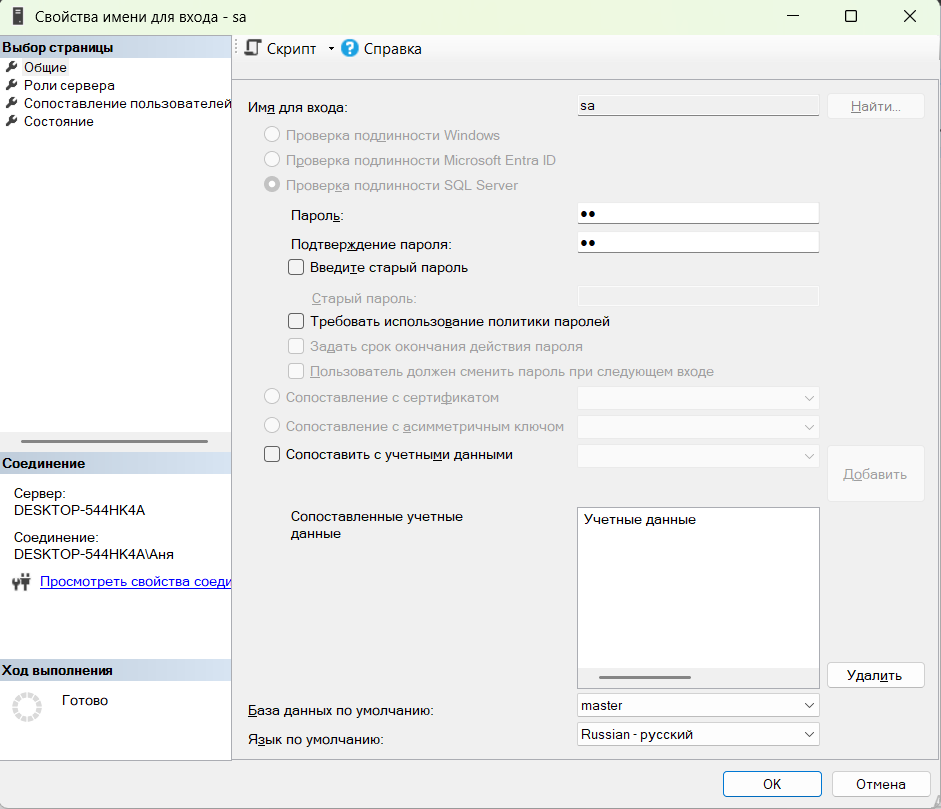 Свойства имени для входа - sa
Выбор страницы
Общие
Роли сервера
Сопоставление пользователей
Состояние
Скрипт
Справка
Имя для входа:
sa
Найти...
Проверка подлинности Windows
Проверка подлинности Microsoft Entra ID
Проверка подлинности SQL Server
Пароль:
●●
Подтверждение пароля:
●●
Введите старый пароль
Старый пароль:
Требовать использование политики паролей
Задать срок окончания действия пароля
Пользователь должен сменить пароль при следующем входе
Сопоставление с сертификатом
Сопоставление с асимметричным ключом
Сопоставить с учетными данными
Добавить
Сопоставленные учетные
данные
Учетные данные
Удалить
База данных по умолчанию:
master
Язык по умолчанию:
Russian - русский
Соединение
Сервер:
DESKTOP-544HK4A
Соединение:
DESKTOP-544HK4A\Аня
Просмотреть свойства соеди
Ход выполнения
Готово
OK
Отмена